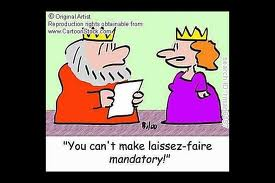 © Original Artist
Reproduction rights obtainable from
www.CartoonStock.com
"You can't make laissez-faire
mandatory!"